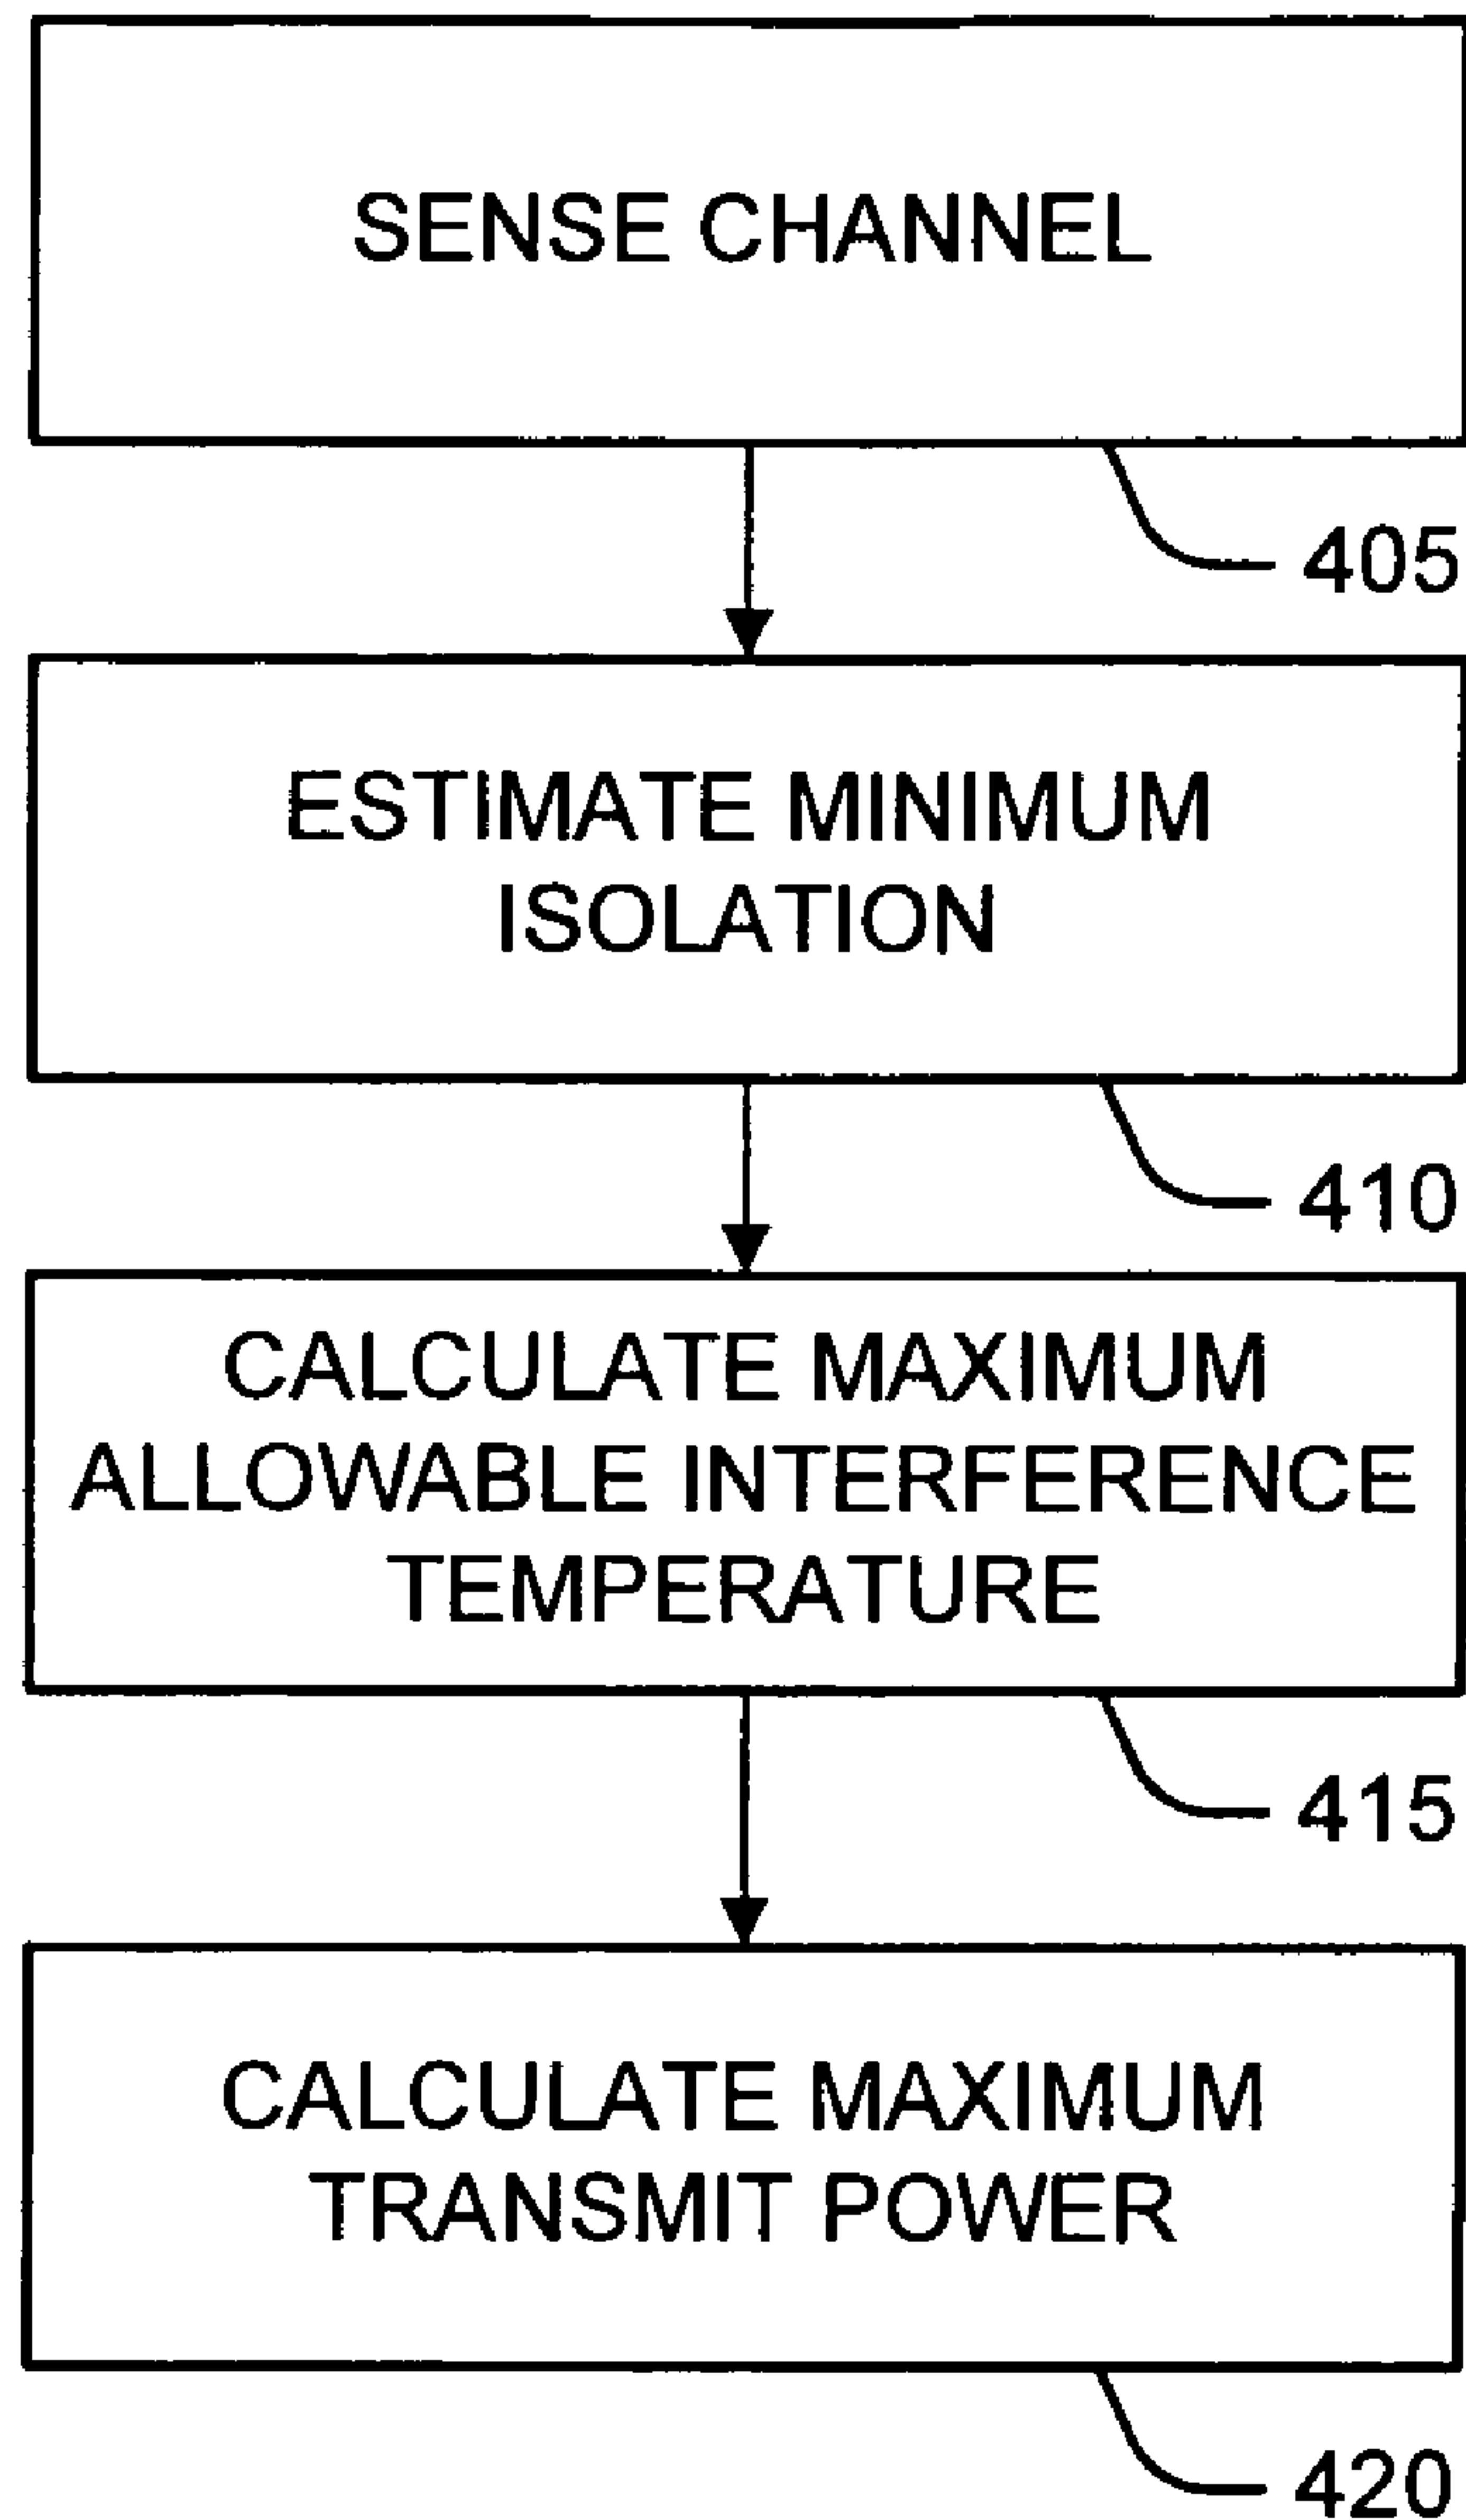 SENSE CHANNEL
405
ESTIMATE MINIMUM
ISOLATION
410
CALCULATE MAXIMUM
ALLOWABLE INTERFERENCE
TEMPERATURE
415
CALCULATE MAXIMUM
TRANSMIT POWER
420